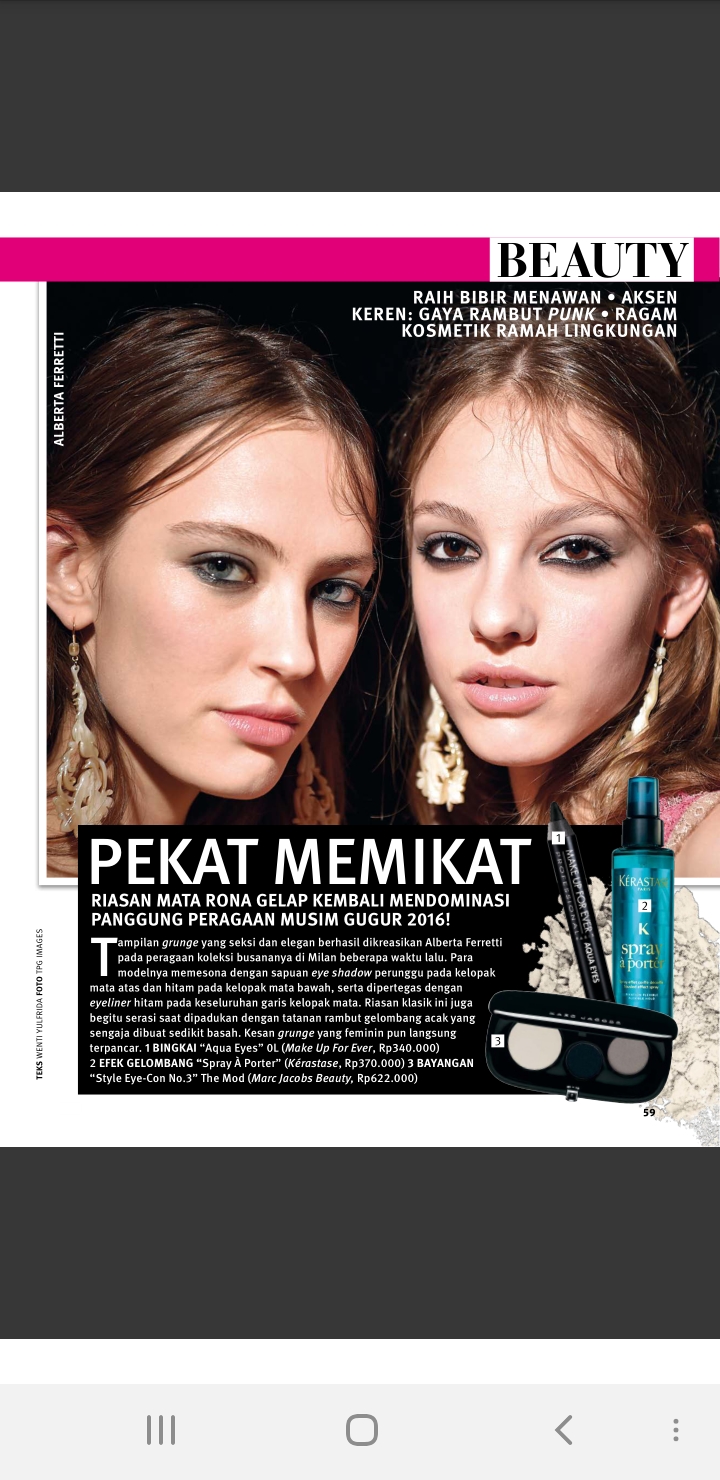 BEAUTY
RAIH BIBIR MENAWAN • AKSEN
KEREN: GAYA RAMBUT PUNK • RAGAM
KOSMETIK RAMAH LINGKUNGAN
ALBERTA FERRETTI
PEKAT MEMIKAT
RIASAN MATA RONA GELAP KEMBALI MENDOMINASI
PANGGUNG PERAGAAN MUSIM GUGUR 2016!
Tampilan grunge yang seksi dan elegan berhasil dikreasikan Alberta Ferretti
pada peragaan koleksi busananya di Milan beberapa waktu lalu. Para
modelnya memesona dengan sapuan eye shadow perunggu pada kelopak
mata atas dan hitam pada kelopak mata bawah, serta dipertegas dengan
eyeliner hitam pada keseluruhan garis kelopak mata. Riasan klasik ini juga
begitu serasi saat dipadukan dengan tatanan rambut gelombang acak yang
sengaja dibuat sedikit basah. Kesan grunge yang feminin pun langsung
terpancar. 1 BINGKAI “Aqua Eyes” 0L (Make Up For Ever, Rp340.000)
2 EFEK GELOMBANG “Spray À Porter” (Kérastase, Rp370.000) 3 BAYANGAN
“Style Eye-Con No.3” The Mod (Marc Jacobs Beauty, Rp622.000)
TEKS WENTI YULFRIDA FOTO TPG IMAGES
1
MAKE UP FOR EVER - AQUA EYES
PROFESSIONAL
KÉRASTASE
PARIS
2
K
spray
à porter
3
MARC JACOBS
59